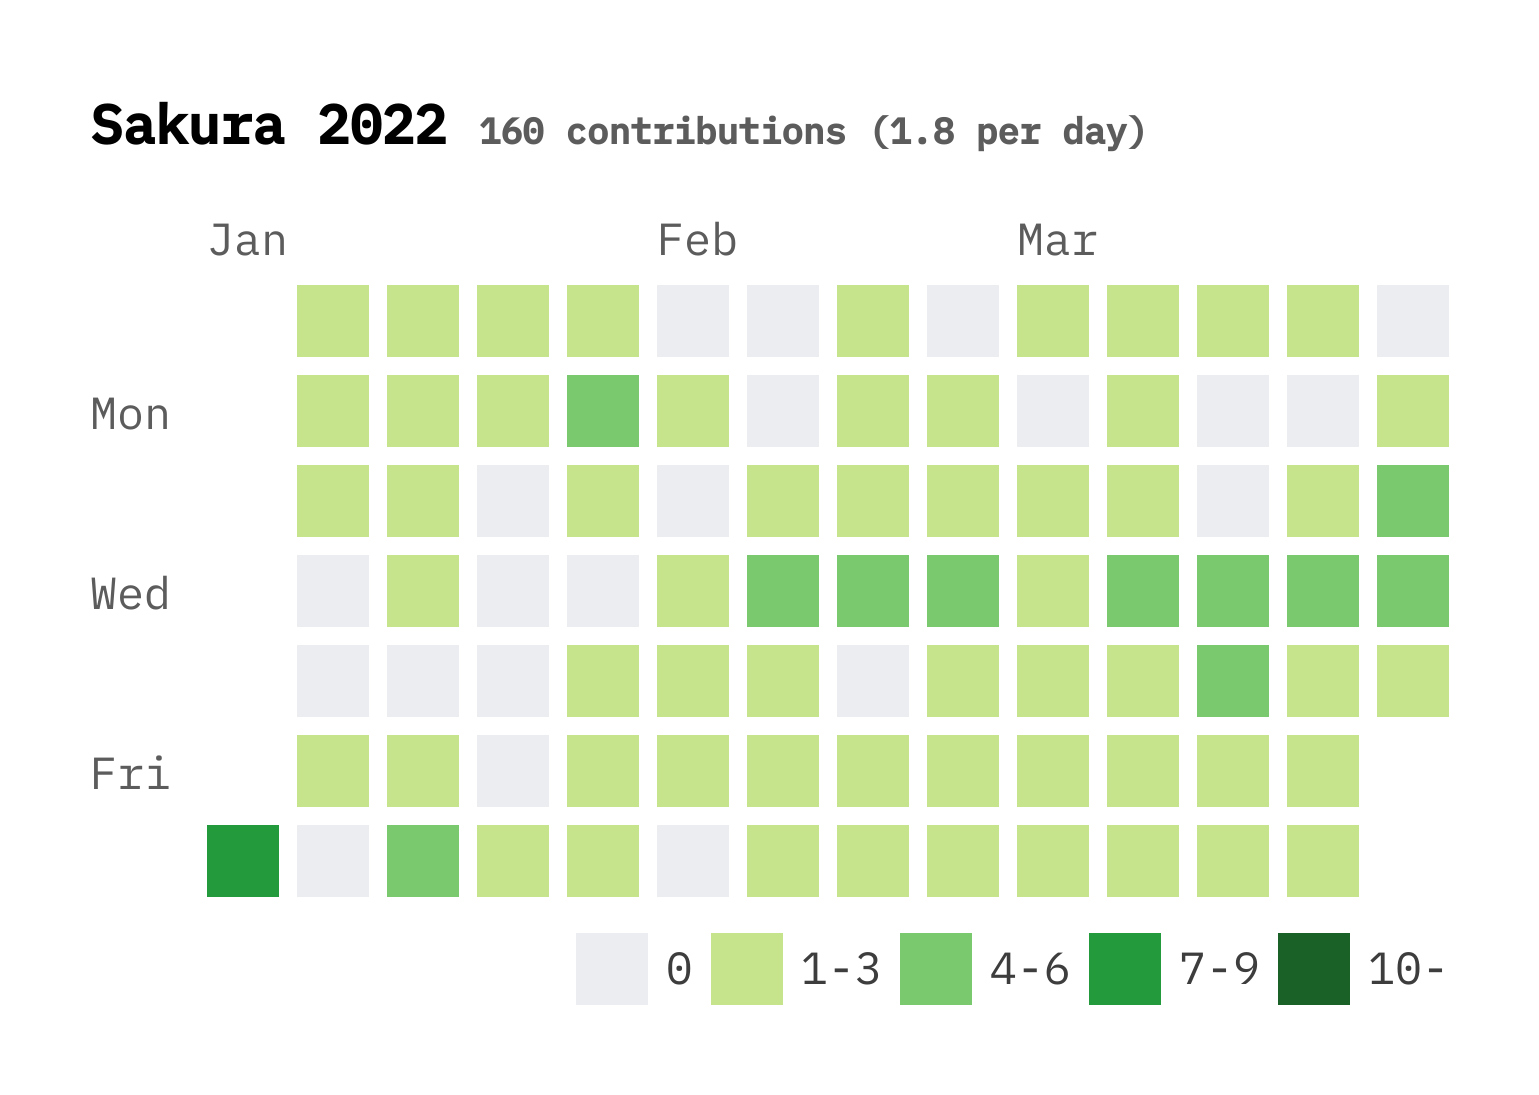 Sakura 2022 160 contributions (1.8 per day)
Jan Feb Mar
Mon
Wed
Fri
0 1-3 4-6 7-9 10-